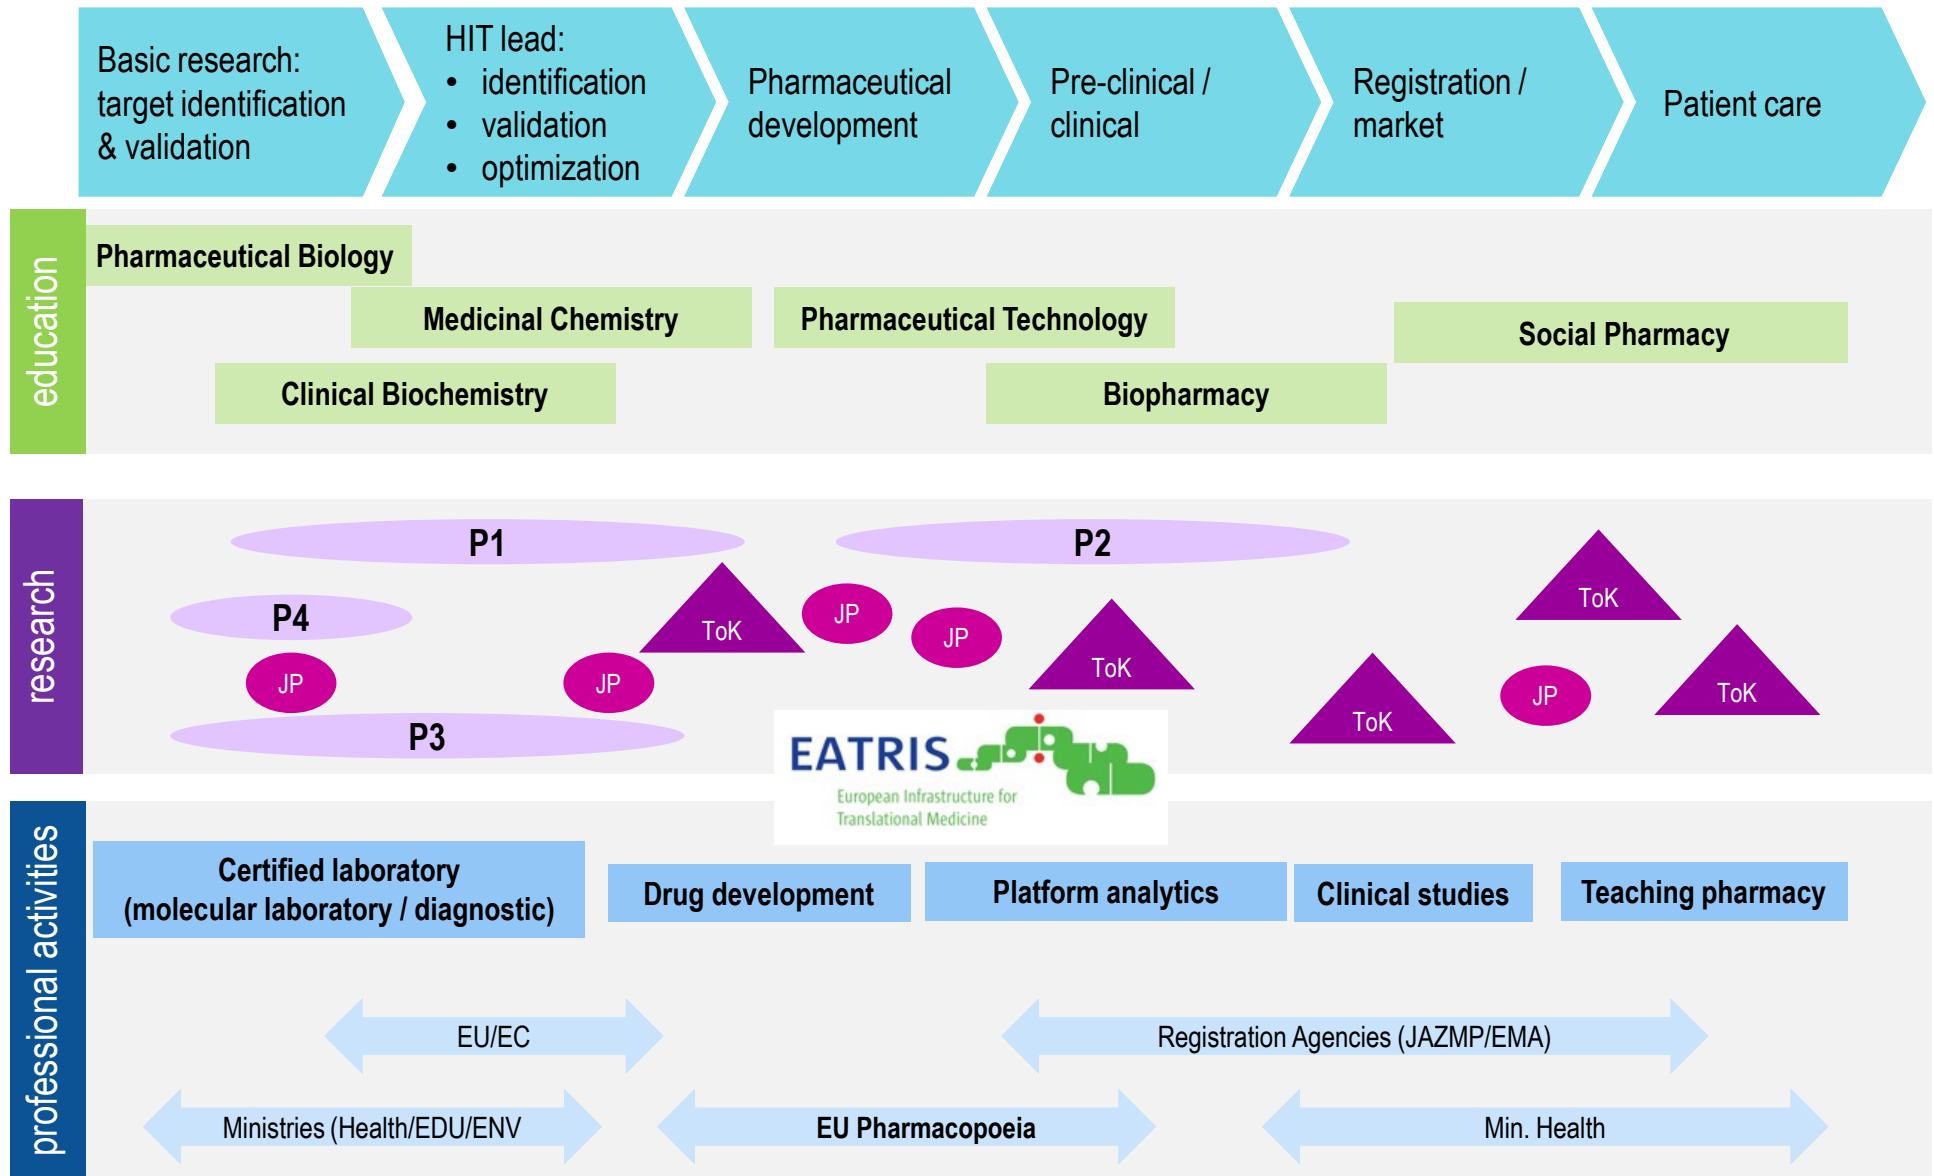 Basic research:
target identification
& validation
HIT lead:
• identification
• validation
• optimization
Pharmaceutical
development
Pre-clinical /
clinical
Registration /
market
Patient care
education
Pharmaceutical Biology
Medicinal Chemistry
Pharmaceutical Technology
Social Pharmacy
Clinical Biochemistry
Biopharmacy
research
P1
P2
P4
ToK
JP
JP
ToK
ToK
JP
JP
ToK
JP
ToK
P3
EATRIS
European Infrastructure for
Translational Medicine
professional activities
Certified laboratory
(molecular laboratory / diagnostic)
Drug development
Platform analytics
Clinical studies
Teaching pharmacy
EU/EC
Registration Agencies (JAZMP/EMA)
Ministries (Health/EDU/ENV
EU Pharmacopoeia
Min. Health